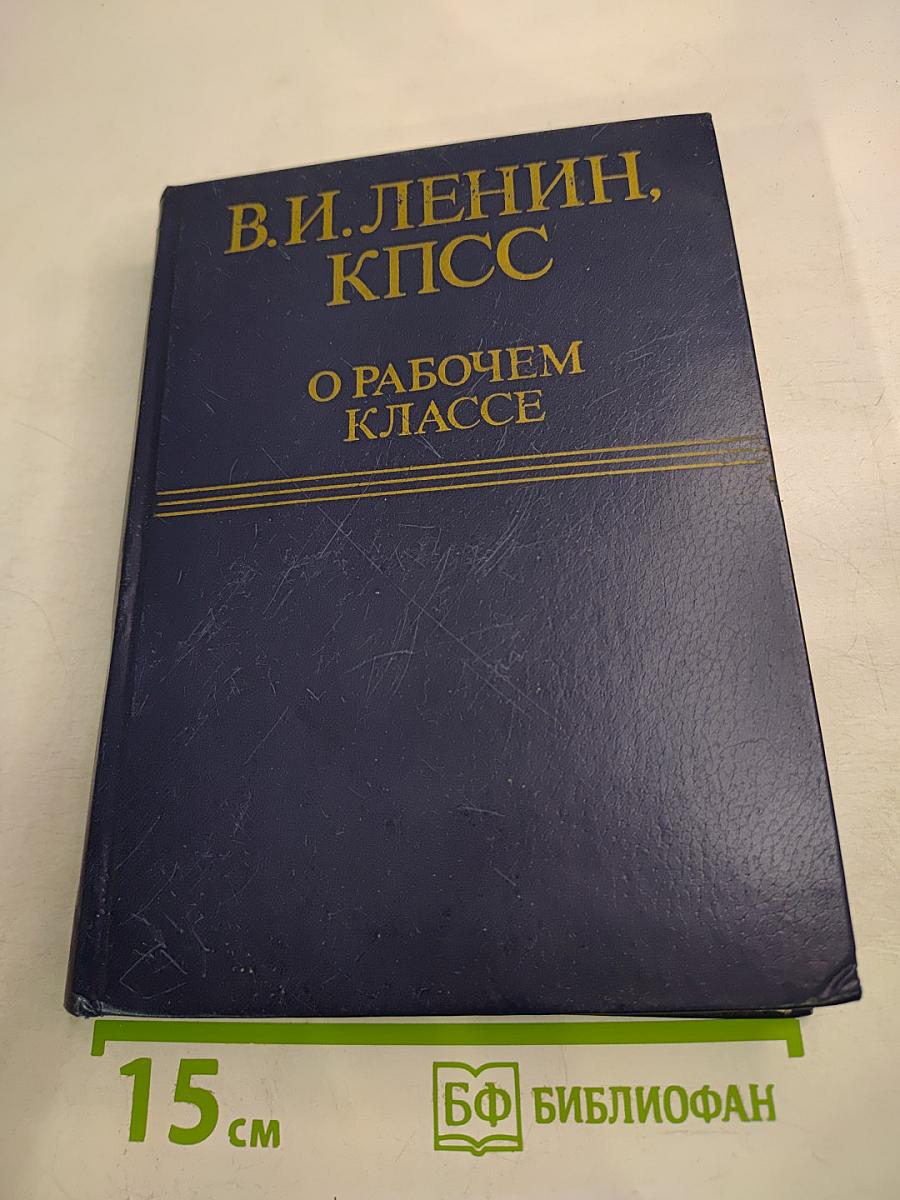 В.И.ЛЕНИН,
КПСС
О РАБОЧЕМ
КЛАССЕ
15 см
БФ БИБЛИОФАН